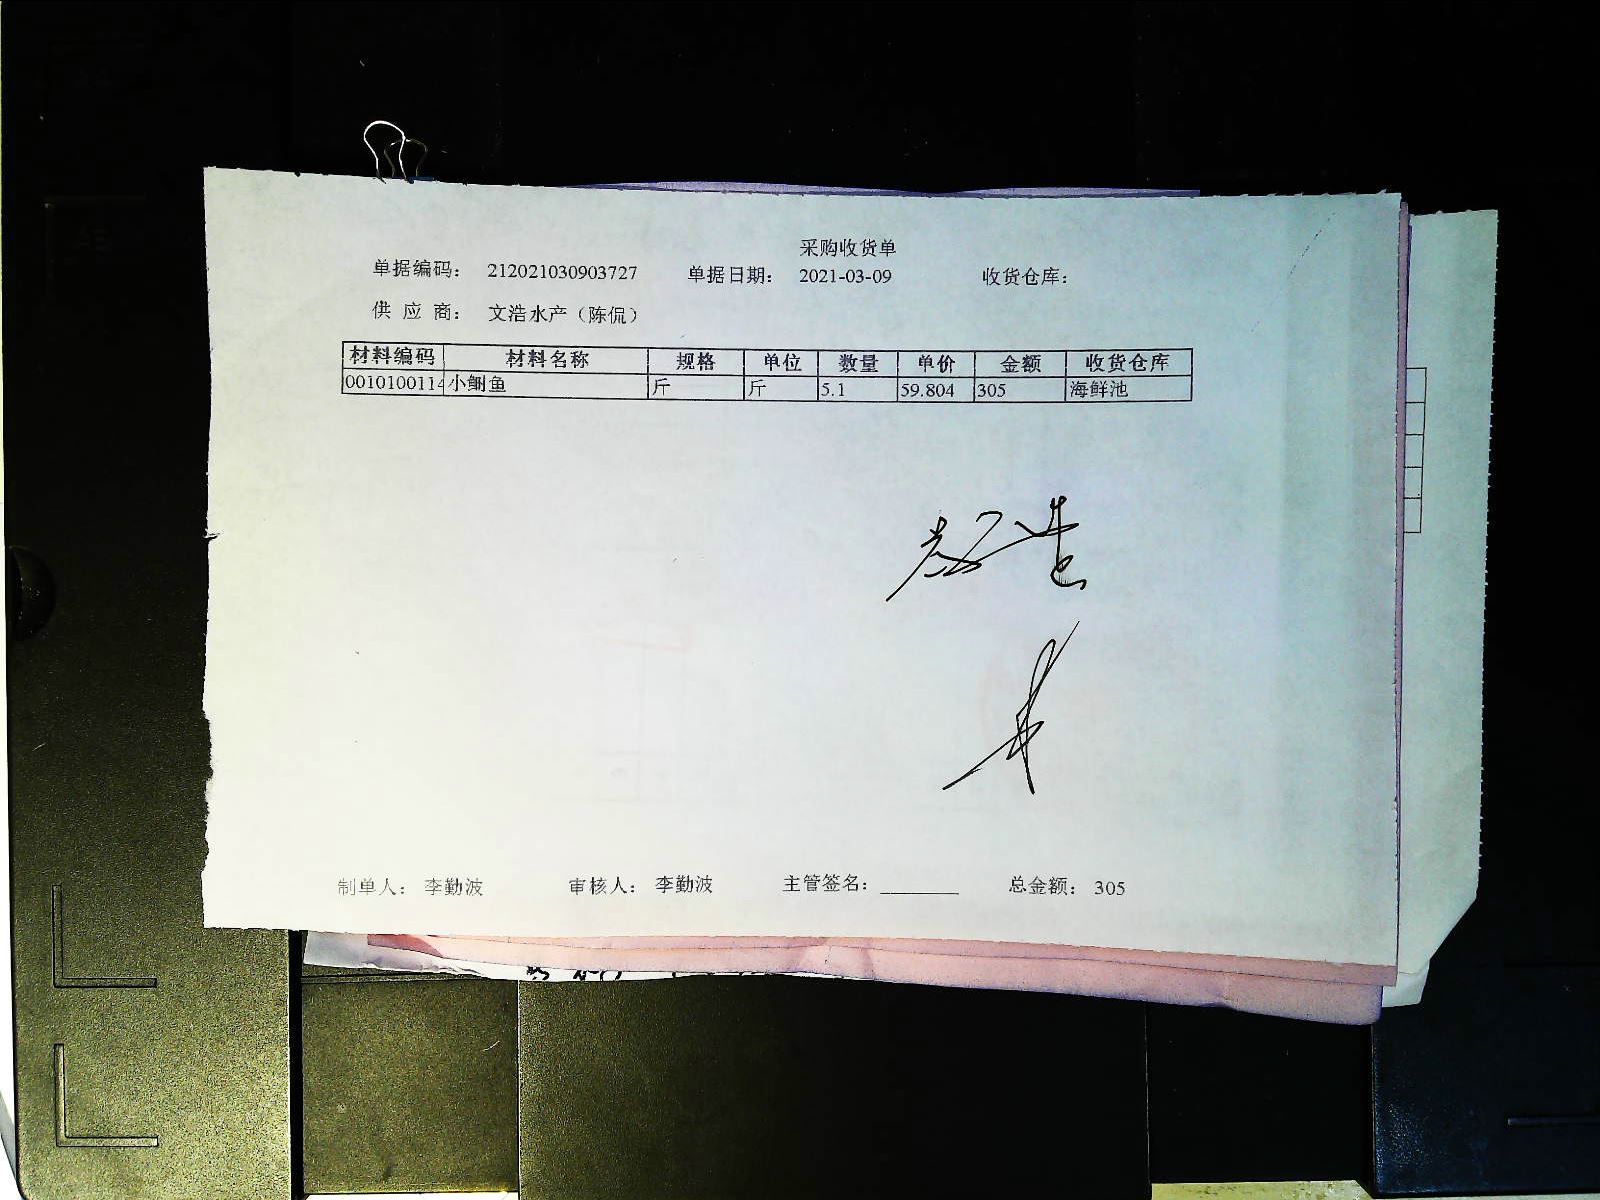 采购收货单
单据编码： 212021030903727 单据日期： 2021-03-09 收货仓库：
供 应 商： 文浩水产（陈侃）
材料编码 材料名称 规格 单位 数量 单价 金额 收货仓库
0010100114 小鲥鱼 斤 斤 5.1 59.804 305 海鲜池
制单人： 李勤波 审核人： 李勤波 主管签名： 总金额： 305